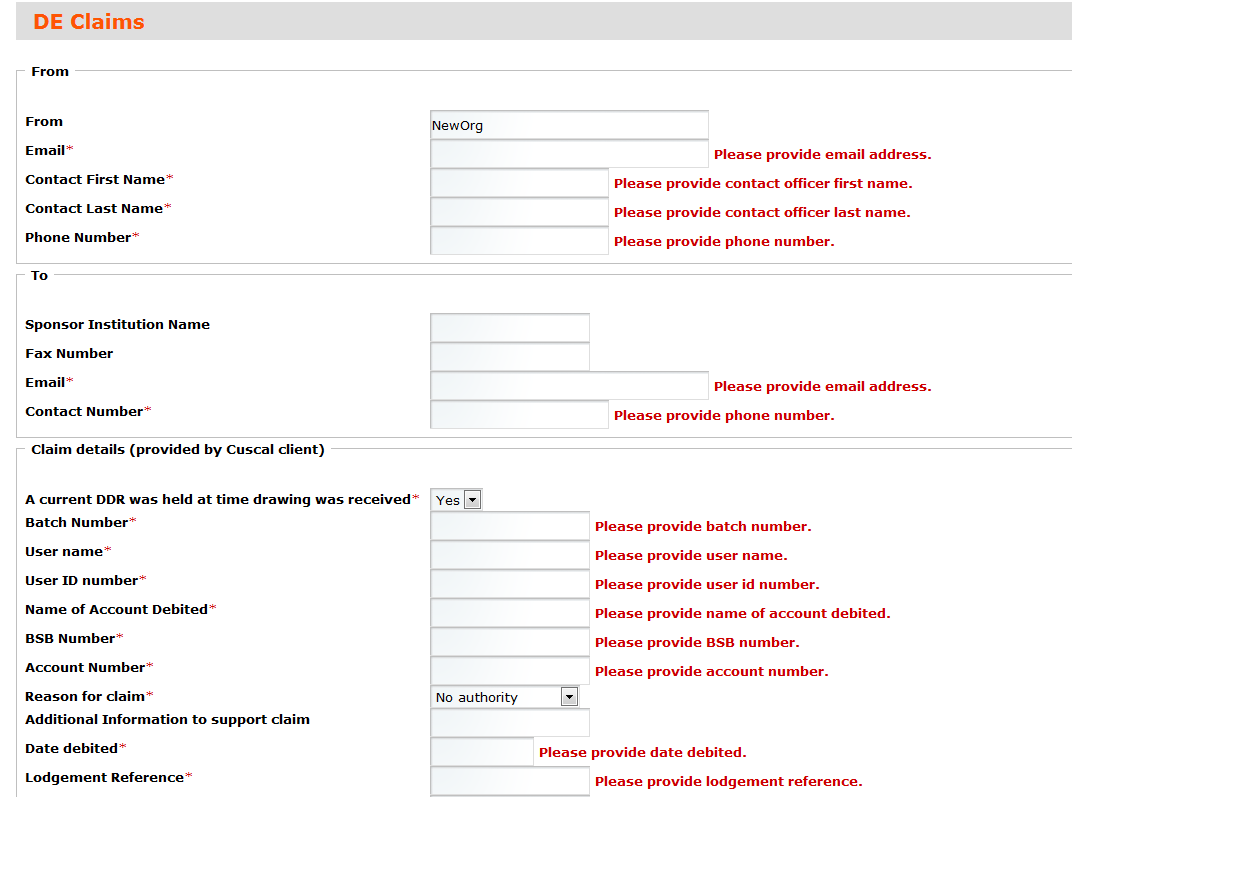 DE Claims
From
From NewOrg
Email* Please provide email address.
Contact First Name* Please provide contact officer first name.
Contact Last Name* Please provide contact officer last name.
Phone Number* Please provide phone number.
To
Sponsor Institution Name
Fax Number
Email* Please provide email address.
Contact Number* Please provide phone number.
Claim details (provided by Cuscal client)
A current DDR was held at time drawing was received* Yes
Batch Number* Please provide batch number.
User name* Please provide user name.
User ID number* Please provide user id number.
Name of Account Debited* Please provide name of account debited.
BSB Number* Please provide BSB number.
Account Number* Please provide account number.
Reason for claim* No authority
Additional Information to support claim
Date debited* Please provide date debited.
Lodgement Reference* Please provide lodgement reference.